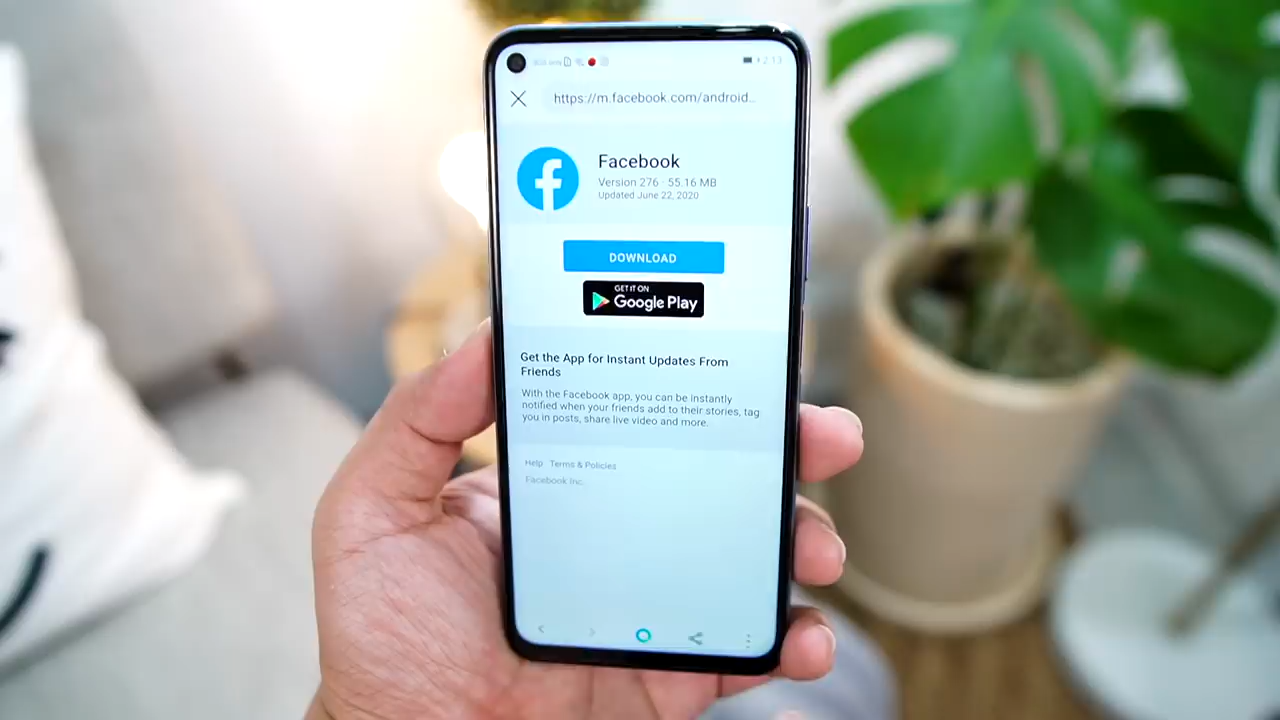 2:13
https://m.facebook.com/android...
Facebook
Version 276 · 55.16 MB
Updated June 22, 2020
DOWNLOAD
GET IT ON
Google Play
Get the App for Instant Updates From
Friends
With the Facebook app, you can be instantly
notified when your friends add to their stories, tag
you in posts, share live video and more.
Help Terms & Policies
Facebook Inc.